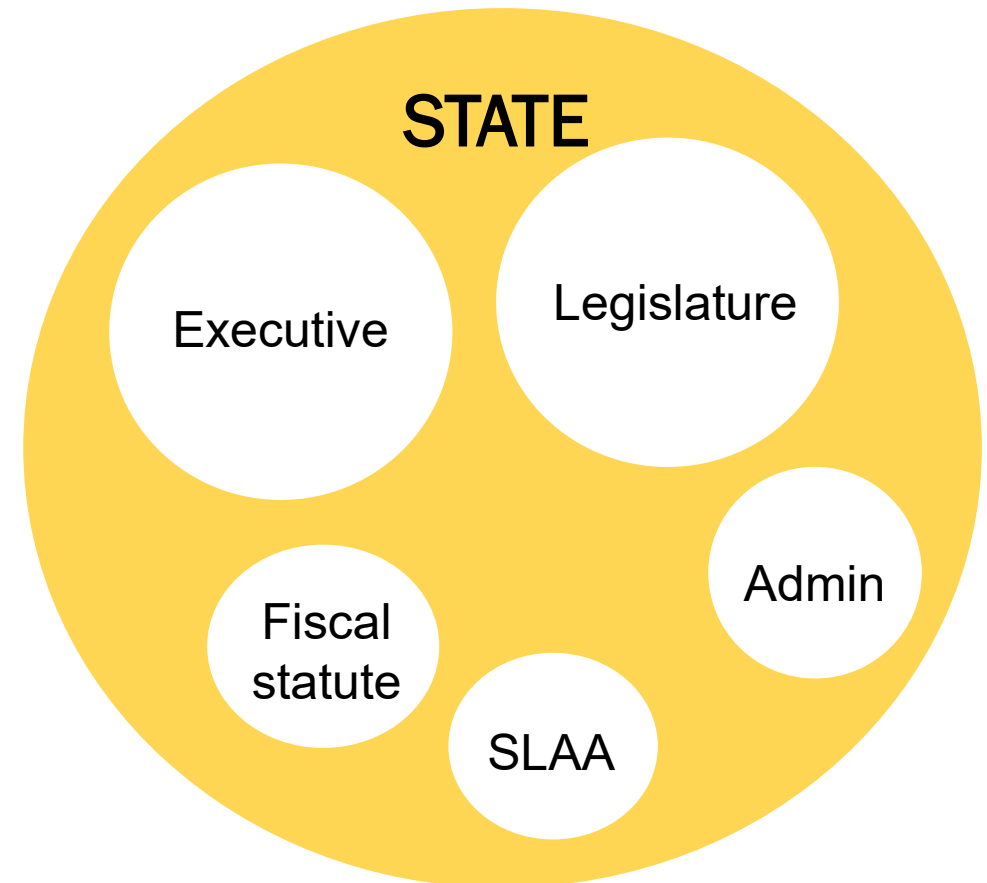 STATE
Executive
Legislature
Admin
Fiscal
statute
SLAA